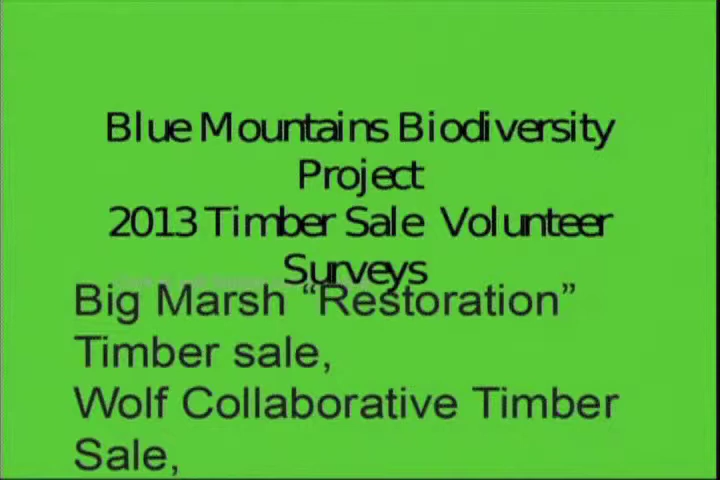 Blue Mountains Biodiversity
Project
2013 Timber Sale Volunteer
Surveys
Big Marsh “Restoration”
Timber sale,
Wolf Collaborative Timber
Sale,